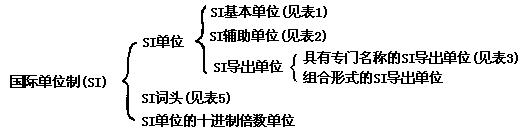 SI基本单位(见表1)
SI单位
SI辅助单位(见表2)
SI导出单位
具有专门名称的SI导出单位(见表3)
组合形式的SI导出单位
国际单位制(SI)
SI词头(见表5)
SI单位的十进制倍数单位